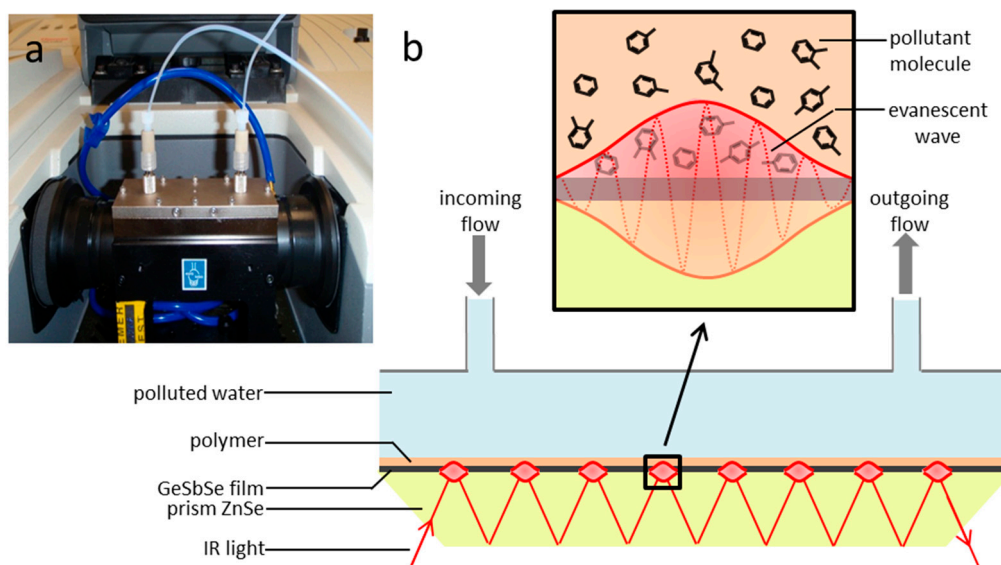 a
b
pollutant
molecule
evanescent
wave
incoming
flow
outgoing
flow
polluted water
polymer
GeSbSe film
prism ZnSe
IR light